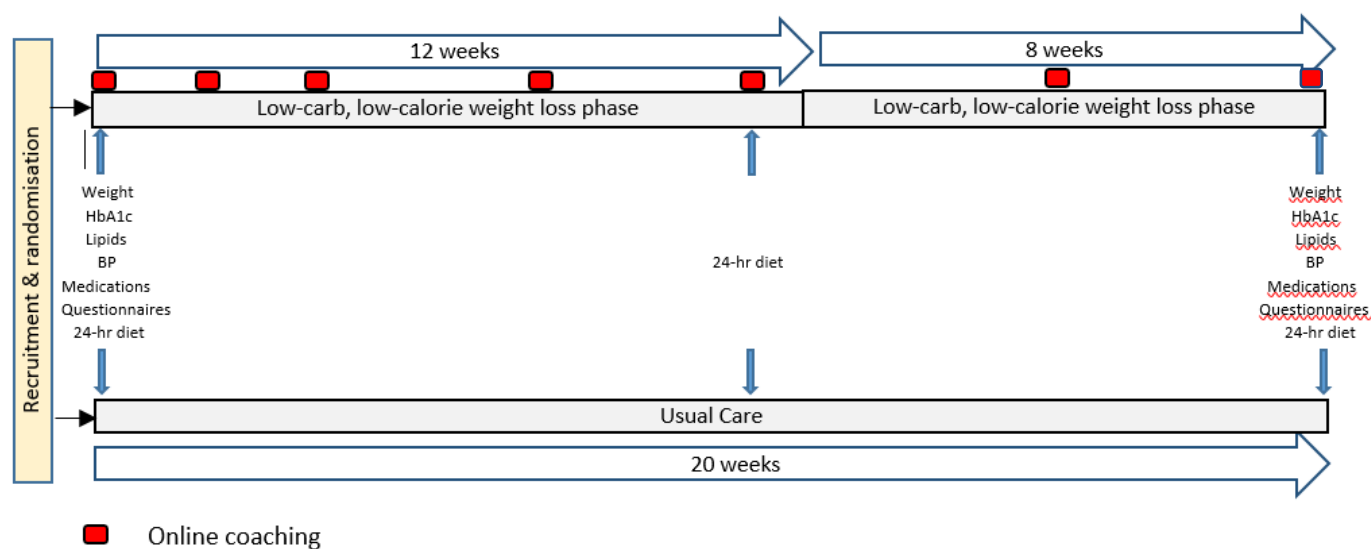 Recruitment & randomisation
12 weeks
8 weeks
Low-carb, low-calorie weight loss phase
Low-carb, low-calorie weight loss phase
Weight
HbA1c
Lipids
BP
Medications
Questionnaires
24-hr diet
24-hr diet
Weight
HbA1c
Lipids
BP
Medications
Questionnaires
24-hr diet
Usual Care
20 weeks
Online coaching